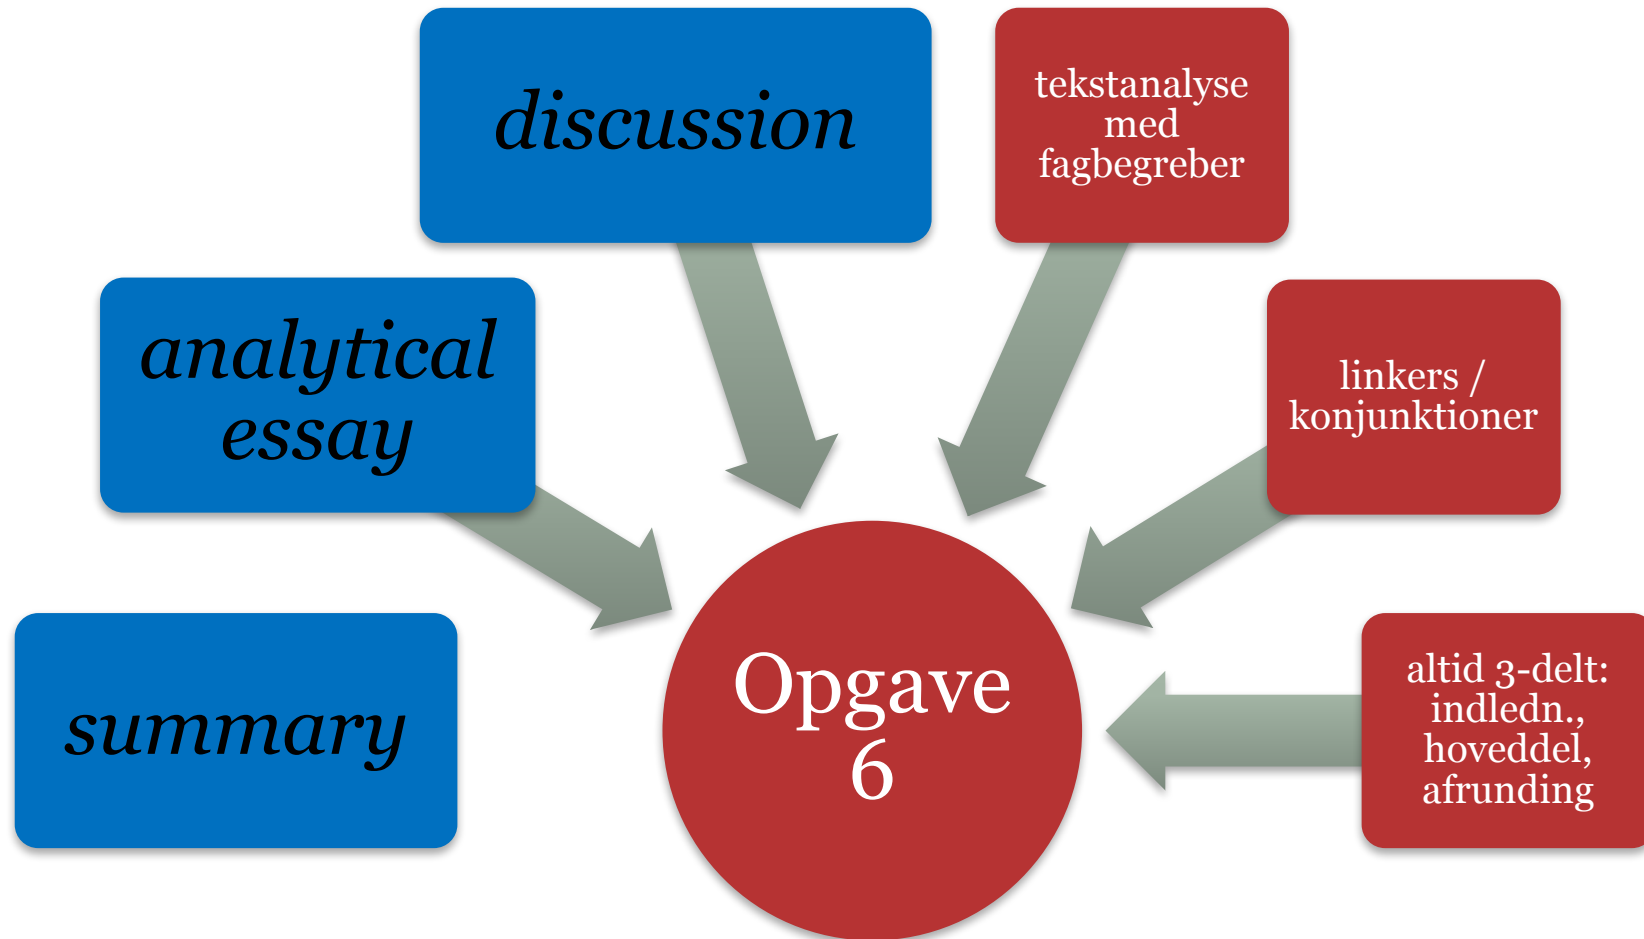 discussion
tekstanalyse
med
fagbegreber
analytical
essay
linkers /
konjunktioner
summary
Opgave
6
altid 3-delt:
indledn.,
hoveddel,
afrunding